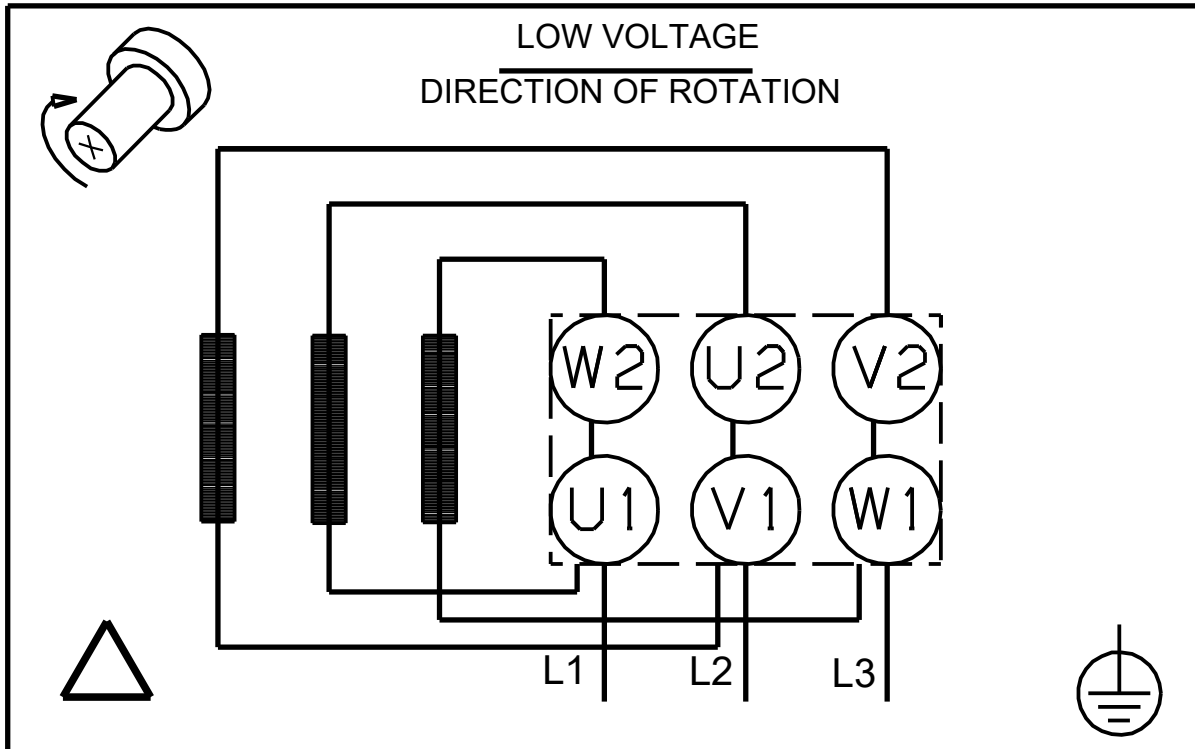 LOW VOLTAGE
DIRECTION OF ROTATION
W2 U2 V2
U1 V1 W1
L1 L2 L3